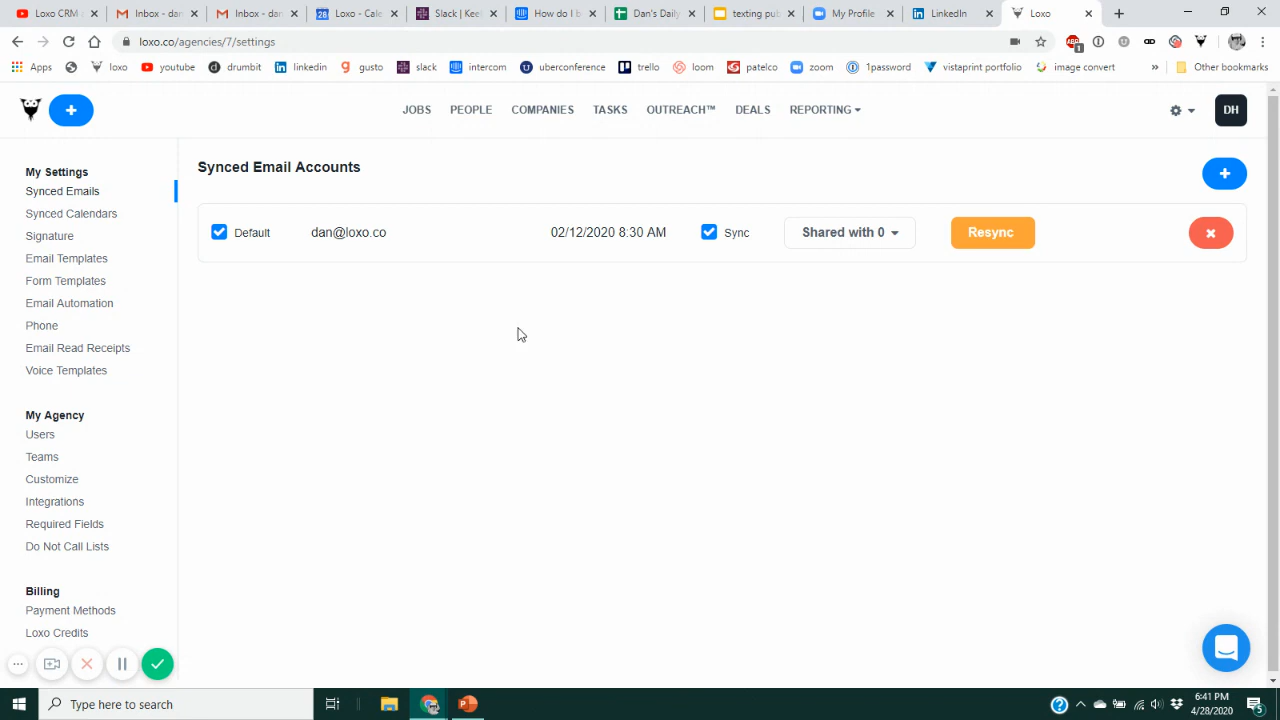 Loxo CRM
Inbox - dan
Inbox - dan
28
Loxo - Cale
Slack | Kee
How do I b
Dan's Daily
texting pub
My Profile
LinkedIn
Loxo
loxo.co/agencies/7/settings
1
Apps
loxo
youtube
drumbit
linkedin
gusto
slack
intercom
uberconference
trello
loom
patelco
zoom
1password
vistaprint portfolio
image convert
»
Other bookmarks
+
JOBS
PEOPLE
COMPANIES
TASKS
OUTREACH™
DEALS
REPORTING
DH
My Settings
Synced Emails
Synced Calendars
Signature
Email Templates
Form Templates
Email Automation
Phone
Email Read Receipts
Voice Templates
My Agency
Users
Teams
Customize
Integrations
Required Fields
Do Not Call Lists
Billing
Payment Methods
Loxo Credits
Synced Email Accounts
+
Default
dan@loxo.co
02/12/2020 8:30 AM
Sync
Shared with 0
Resync
Type here to search
6:41 PM
4/28/2020
5